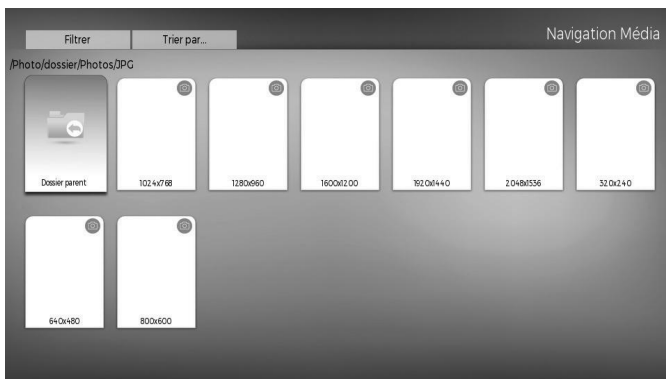 Filtrer
Trier par...
Navigation Média
/Photo/dossier/Photos/JPG
Dossier parent
1024x768
1280x960
1600x1200
1920x1440
2048x1536
320x240
640x480
800x600